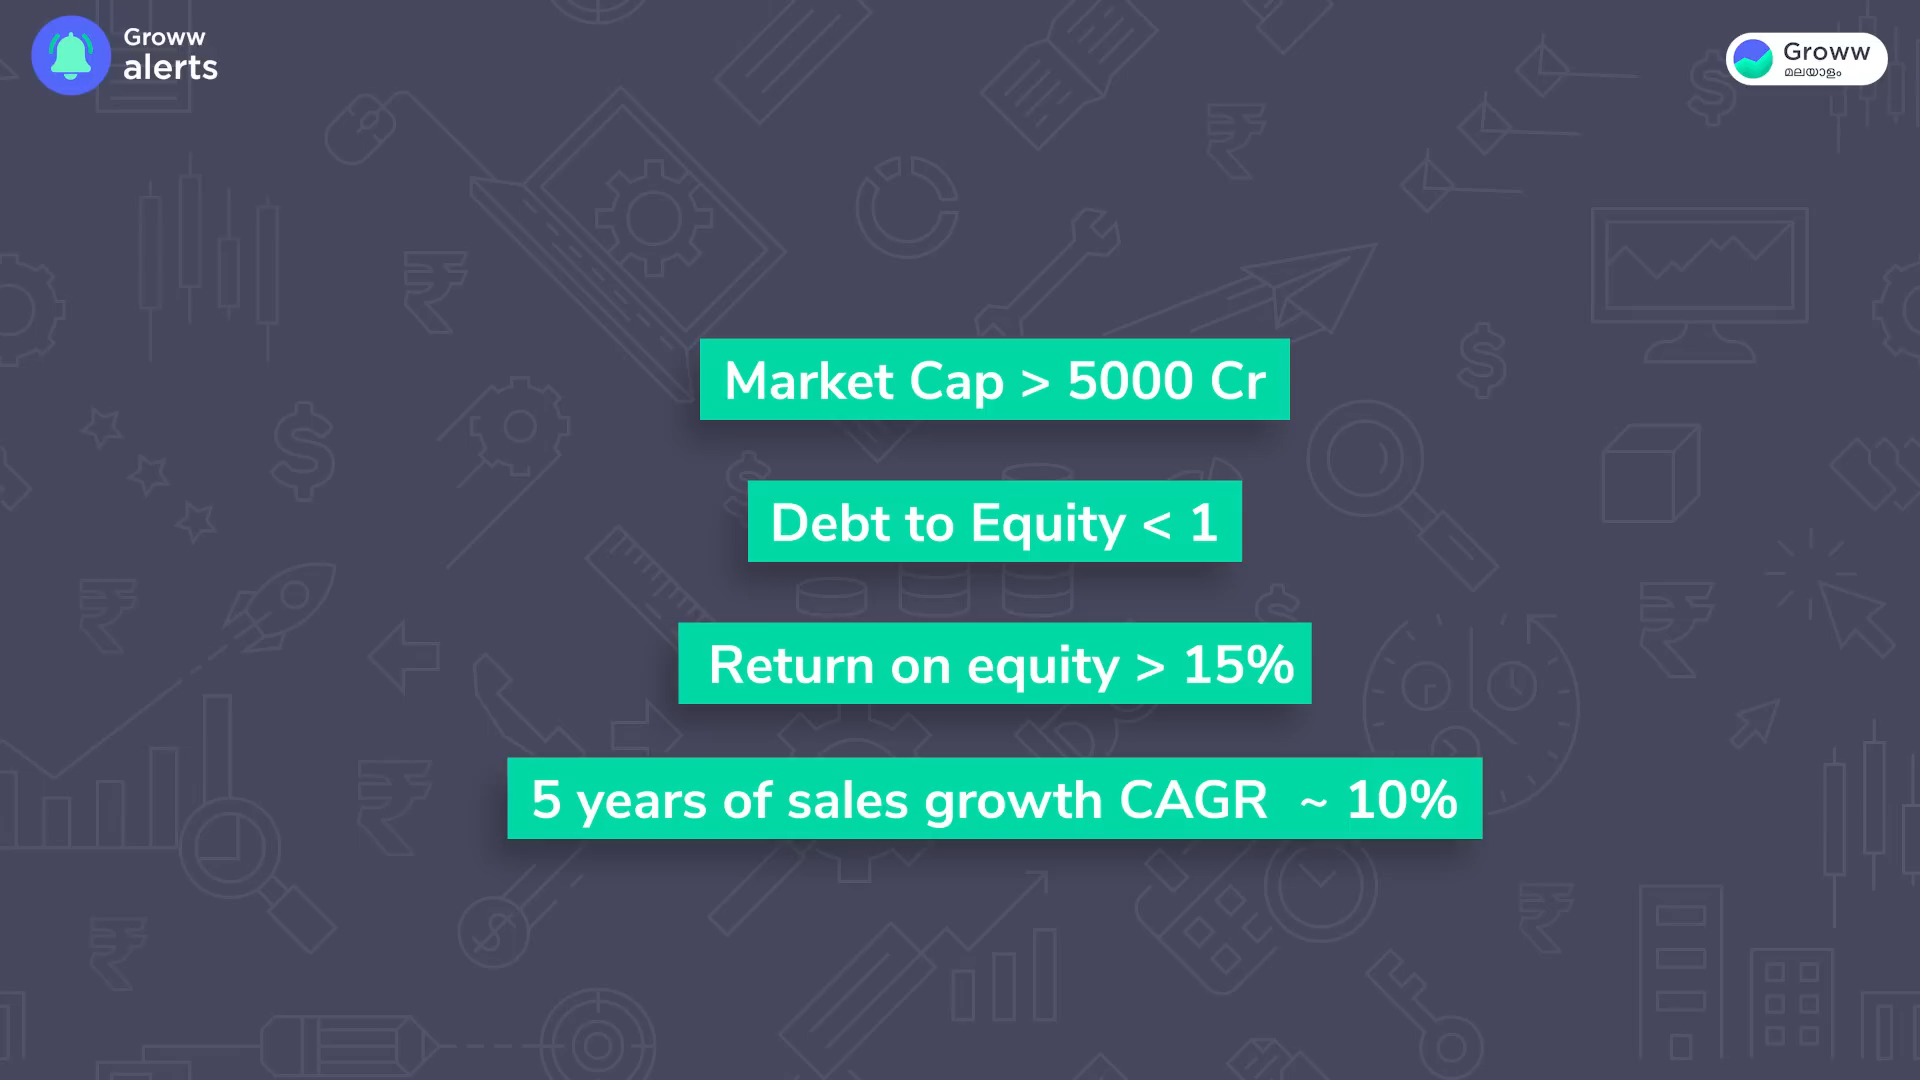 Groww
alerts
Groww
മലയാളം
Market Cap > 5000 Cr
Debt to Equity < 1
Return on equity > 15%
5 years of sales growth CAGR ~ 10%